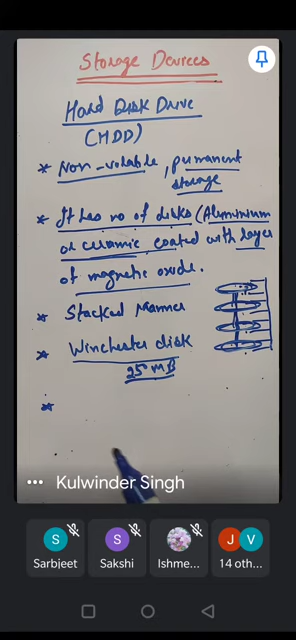 Storage Devices
Hard Disk Drive
(HDD)
* Non-volable, permanent
storage
* It has no of disks (Aluminium
or ceramic, coated with layer
of magnetic oxide.
* Stacked Manner
* Winchester disk
25 MB
*
Kulwinder Singh
S S J V
Sarbjeet Sakshi Ishme... 14 oth...